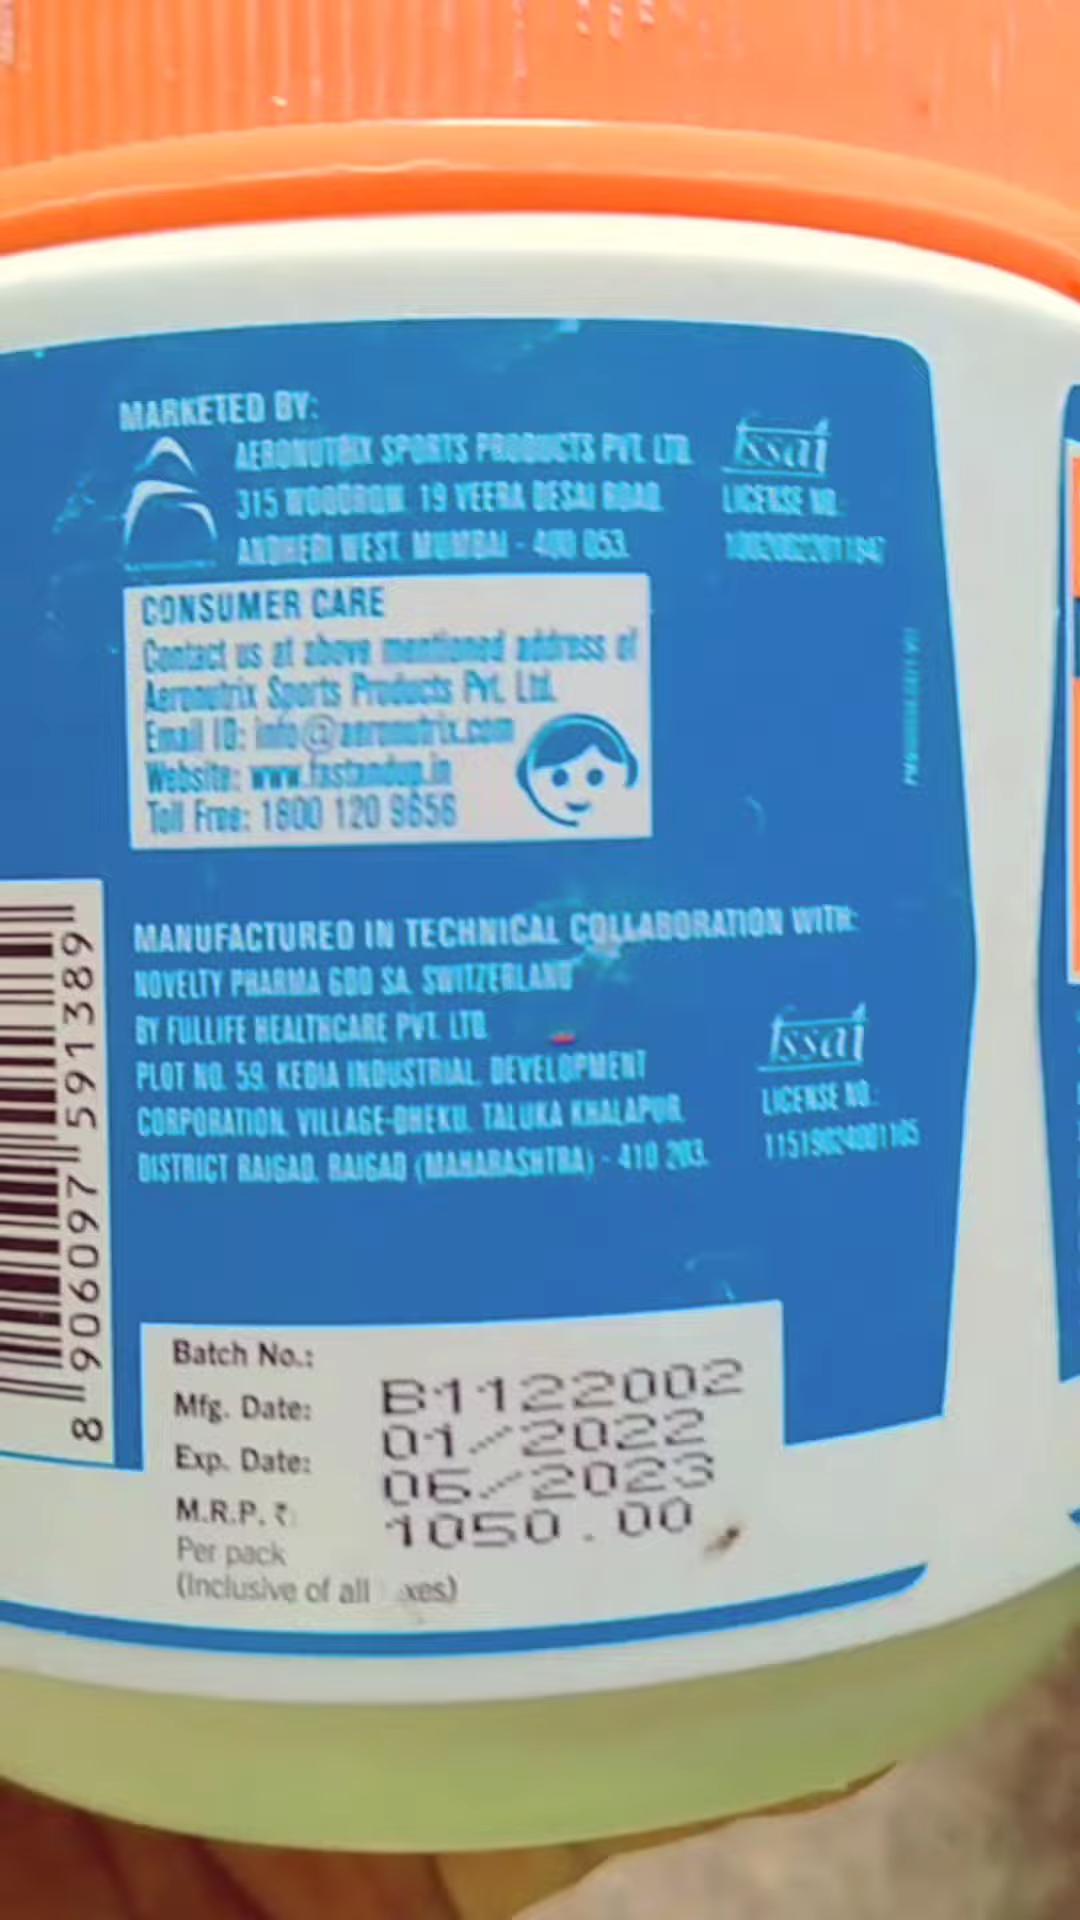 MARKETED BY:
AERONUTRIX SPORTS PRODUCTS PVT. LTD.
315 WOODROW, 19 VEERA DESAI ROAD,
ANDHERI WEST, MUMBAI - 400 053.
fssai
LICENSE NO.:
CONSUMER CARE
Contact us at above mentioned address of
Aeronutrix Sports Products Pvt. Ltd.
Email ID: info@aeronutrix.com
Website: www.fastandup.in
Toll Free: 1800 120 9656
MANUFACTURED IN TECHNICAL COLLABORATION WITH:
NOVELTY PHARMA GOO SA, SWITZERLAND
BY FULLIFE HEALTHCARE PVT. LTD.
PLOT NO. 59, KEDIA INDUSTRIAL DEVELOPMENT
CORPORATION, VILLAGE-DHEKU, TALUKA KHALAPUR,
DISTRICT RAIGAD, RAIGAD (MAHARASHTRA) - 410 203.
fssai
LICENSE NO.:
8 906097 591389
Batch No.: B1122002
Mfg. Date: 01/2022
Exp. Date: 06/2023
M.R.P. ₹: 1050.00
Per pack
(Inclusive of all xes)